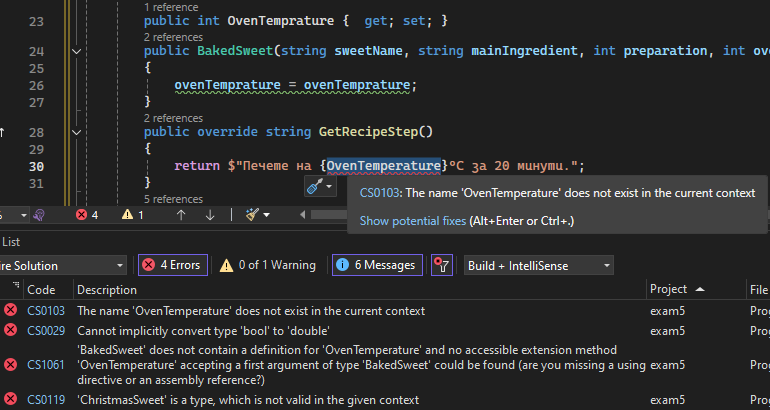 1 reference
23 public int OvenTemprature { get; set; }
2 references
24 public BakedSweet(string sweetName, string mainIngredient, int preparation, int ove
25 {
26 ovenTemprature = ovenTemprature;
27 }
2 references
28 public override string GetRecipeStep()
29 {
30 return $"Печете на {OvenTemperature}°C за 20 минути.";
31 }
5 references
CS0103: The name 'OvenTemperature' does not exist in the current context
Show potential fixes (Alt+Enter or Ctrl+.)
% 4 1
List
ire Solution 4 Errors 0 of 1 Warning 6 Messages Build + IntelliSense
Code Description Project File
CS0103 The name 'OvenTemperature' does not exist in the current context exam5 Prog
CS0029 Cannot implicitly convert type 'bool' to 'double' exam5 Prog
'BakedSweet' does not contain a definition for 'OvenTemperature' and no accessible extension method
CS1061 'OvenTemperature' accepting a first argument of type 'BakedSweet' could be found (are you missing a using exam5 Prog
directive or an assembly reference?)
CS0119 'ChristmasSweet' is a type, which is not valid in the given context exam5 Prog